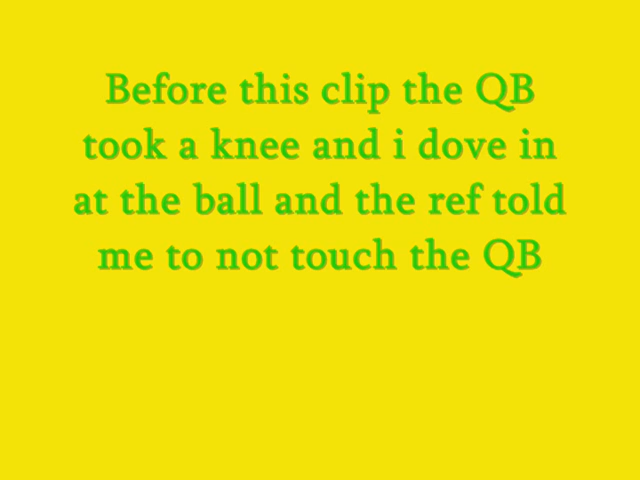 Before this clip the QB
took a knee and i dove in
at the ball and the ref told
me to not touch the QB